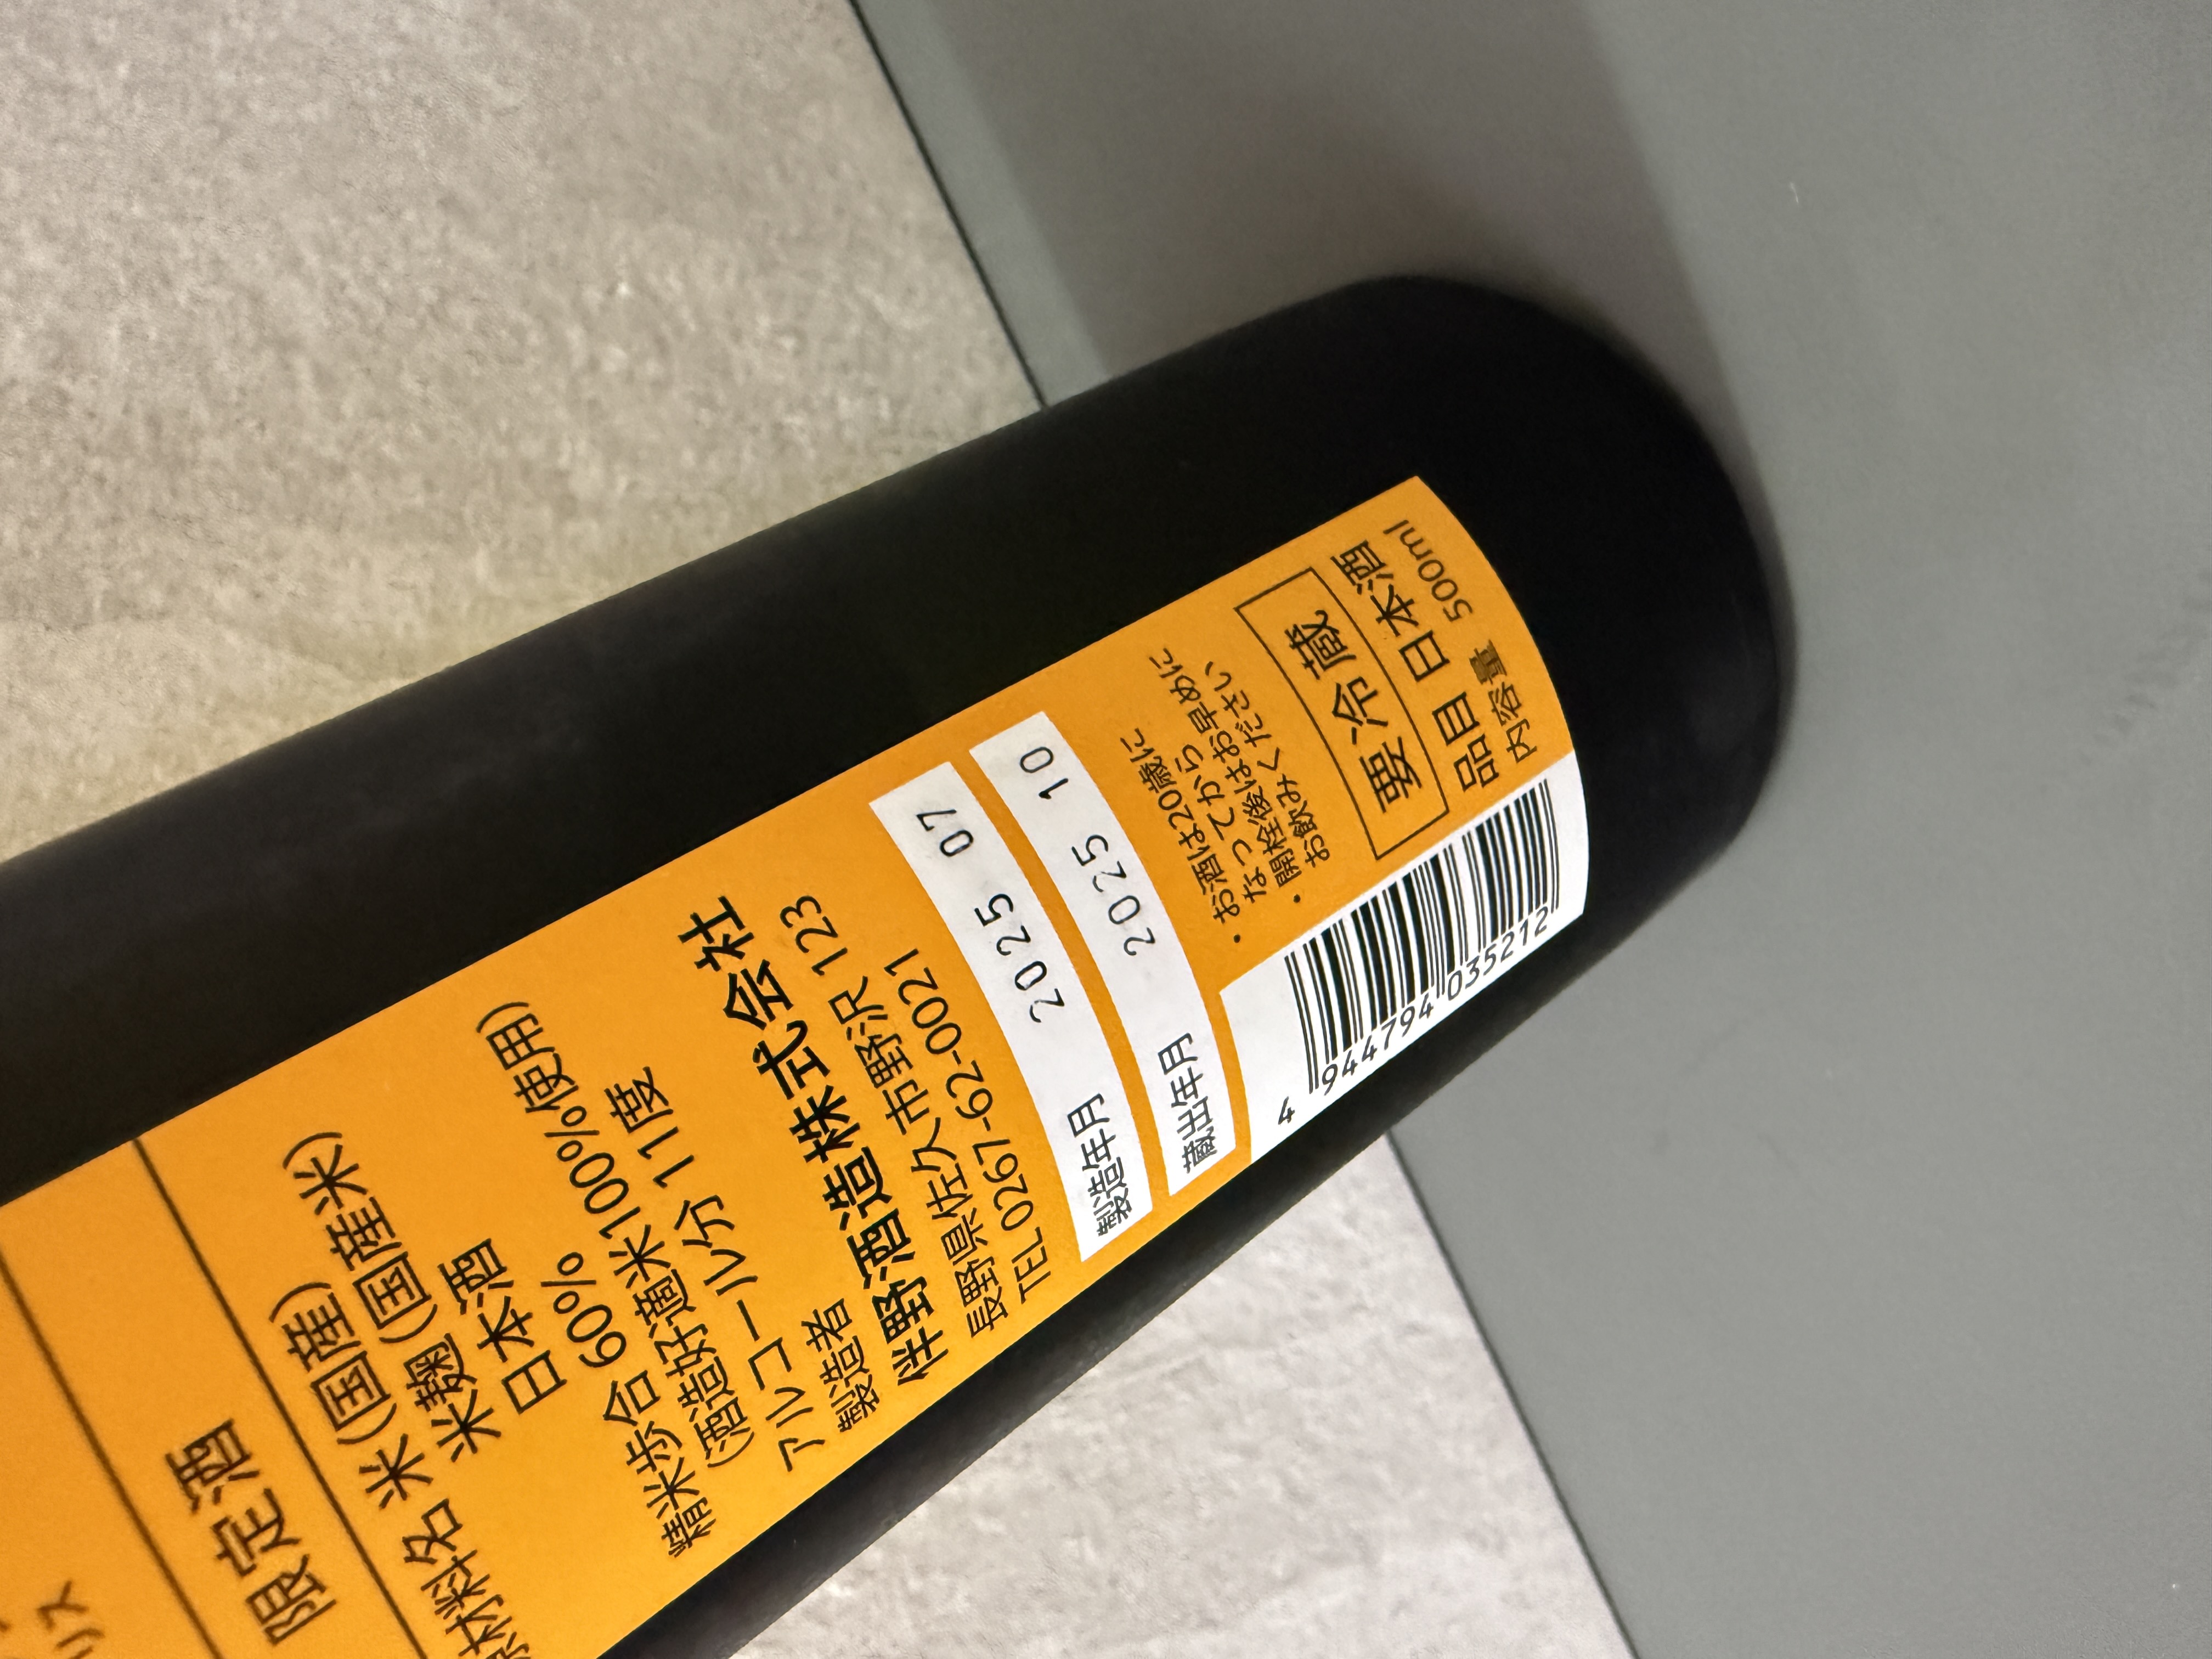 リス
限定酒
原材料名 米(国産)
米麹(国産米)
日本酒
精米歩合 60%
(酒造好適米100%使用)
アルコール分 11度
製造者
伴野酒造株式会社
長野県佐久市野沢 123
TEL 0267-62-0021
製造年月 2025 07
蔵出年月 2025 10
・お酒は20歳に
なってから
・開栓後はお早めに
お飲みください
要冷蔵
品目 日本酒
内容量 500ml
4 944794 035212